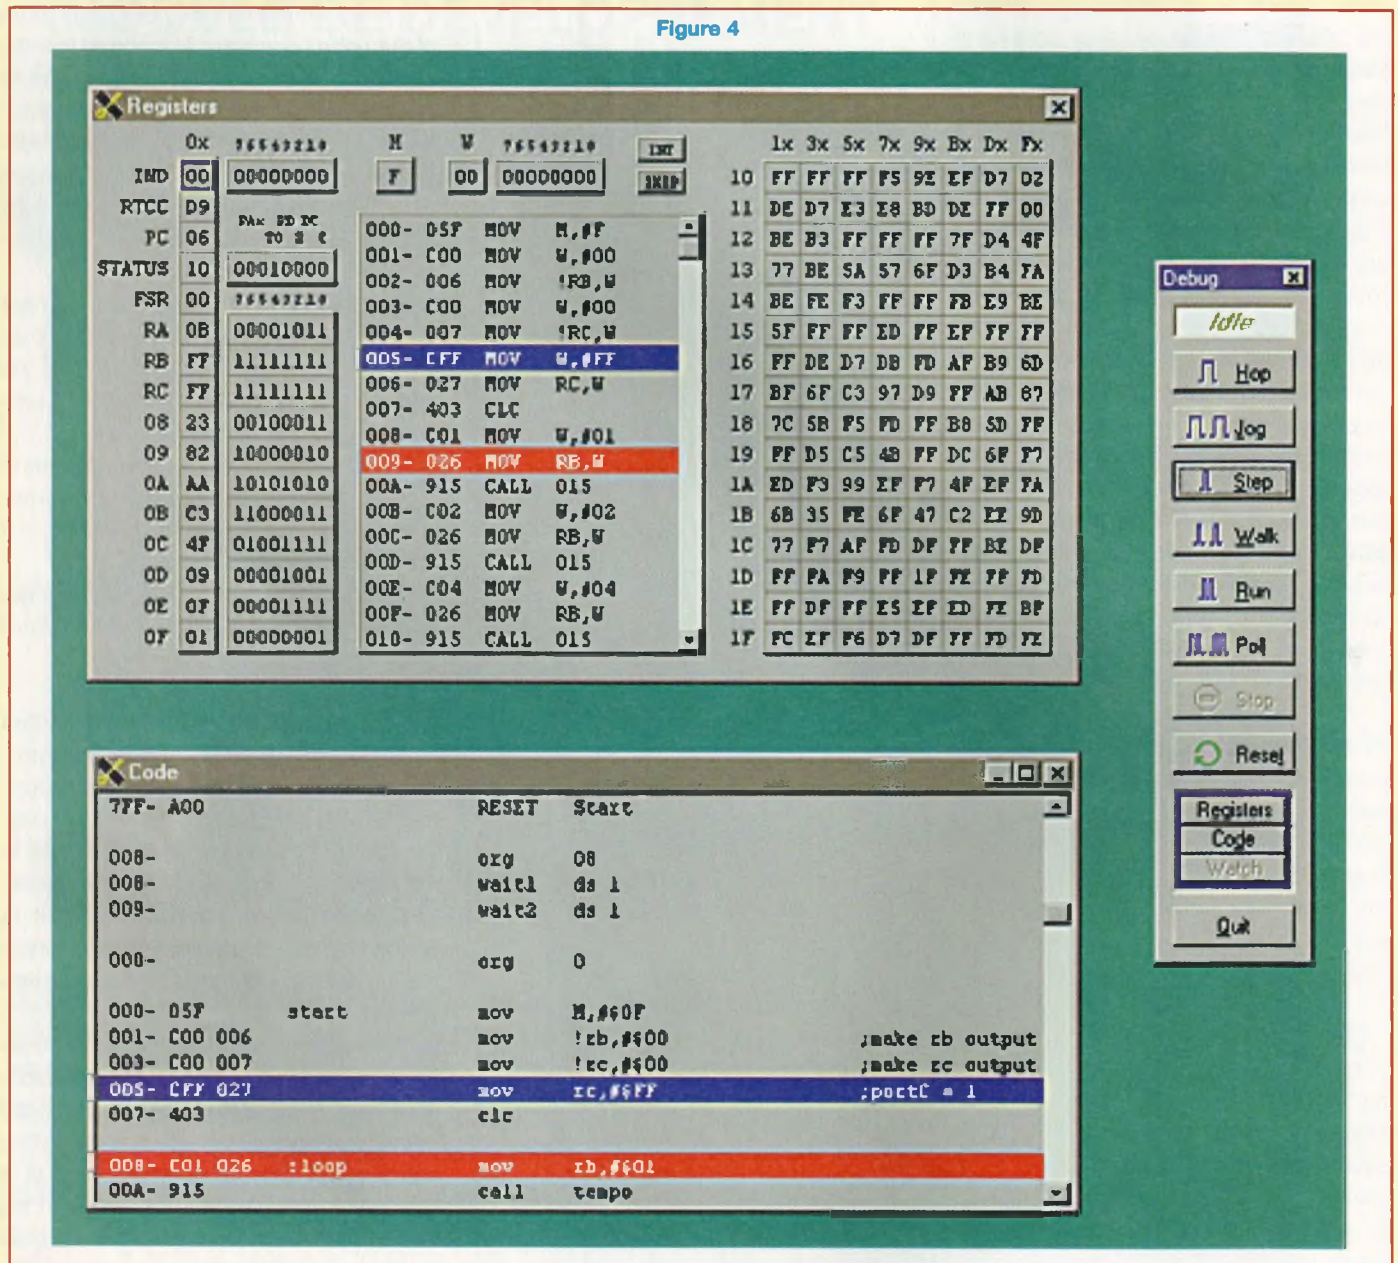 Figure 4
Registers
0x 76543210 M W 76543210 INT
IND 00 00000000 F 00 00000000 SKIP
RTCC D9
PC 06 TO Z C
STATUS 10 00010000
FSR 00 76543210
RA 0B 00001011
RB FF 11111111
RC FF 11111111
08 23 00100011
09 82 10000010
0A AA 10101010
0B C3 11000011
0C 4F 01001111
0D 09 00001001
0E 0F 00001111
0F 01 00000001
000- 05F MOV M,#F
001- C00 MOV W,#00
002- 006 MOV !RB,W
003- C00 MOV W,#00
004- 007 MOV !RC,W
005- CFF MOV W,#FF
006- 027 MOV RC,W
007- 403 CLC
008- C01 MOV W,#01
009- 026 MOV RB,W
00A- 915 CALL 015
00B- C02 MOV W,#02
00C- 026 MOV RB,W
00D- 915 CALL 015
00E- C04 MOV W,#04
00F- 026 MOV RB,W
010- 915 CALL 015
1x 3x 5x 7x 9x Bx Dx Fx
10 FF FF FF F5 9E EF D7 02
11 DE D7 E3 E8 BD DE FF 00
12 BE B3 FF FF FF 7F D4 4F
13 77 BE 5A 57 6F D3 B4 FA
14 BE FE F3 FF FF FB E9 BE
15 5F FF FF ED FF EF FF FF
16 FF DE D7 DB FD AF B9 6D
17 BF 6F C3 97 D9 FF AB 67
18 7C 5B F5 FD FF B8 5D FF
19 FF D5 C5 4B FF DC 6F F7
1A ED F3 99 EF F7 4F EF FA
1B 6B 35 FE 6F 47 C2 EE 9D
1C 77 F7 AF FD DF FF BE DF
1D FF FA F9 FF 1F FE FF FD
1E FF DF FF E5 EF ED FE BF
1F FC EF F6 D7 DF FF FD FE
Debug
Idle
Hop
Jog
Step
Walk
Run
Poll
Stop
Reset
Registers
Code
Watch
Quit
Code
7FF- A00 RESET Start
008- org 08
008- wait1 ds 1
009- wait2 ds 1
000- org 0
000- 05F start mov M,#$0F
001- C00 006 mov !rb,#$00 ;make rb output
003- C00 007 mov !rc,#$00 ;make rc output
005- CFF 027 mov rc,#$FF ;portC = 1
007- 403 clc
008- C01 026 :loop mov rb,#$01
00A- 915 call tempo